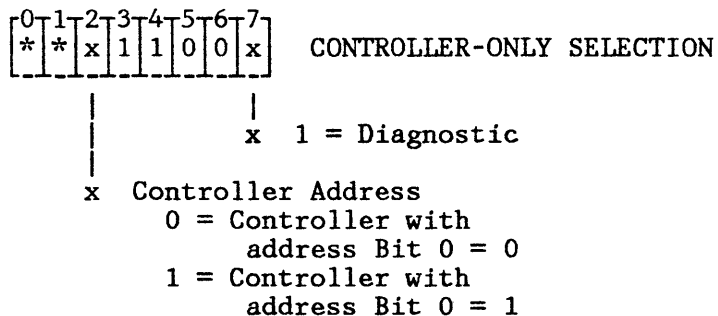 0 1 2 3 4 5 6 7
* * x 1 1 0 0 x CONTROLLER-ONLY SELECTION
x 1 = Diagnostic
x Controller Address
0 = Controller with
address Bit 0 = 0
1 = Controller with
address Bit 0 = 1